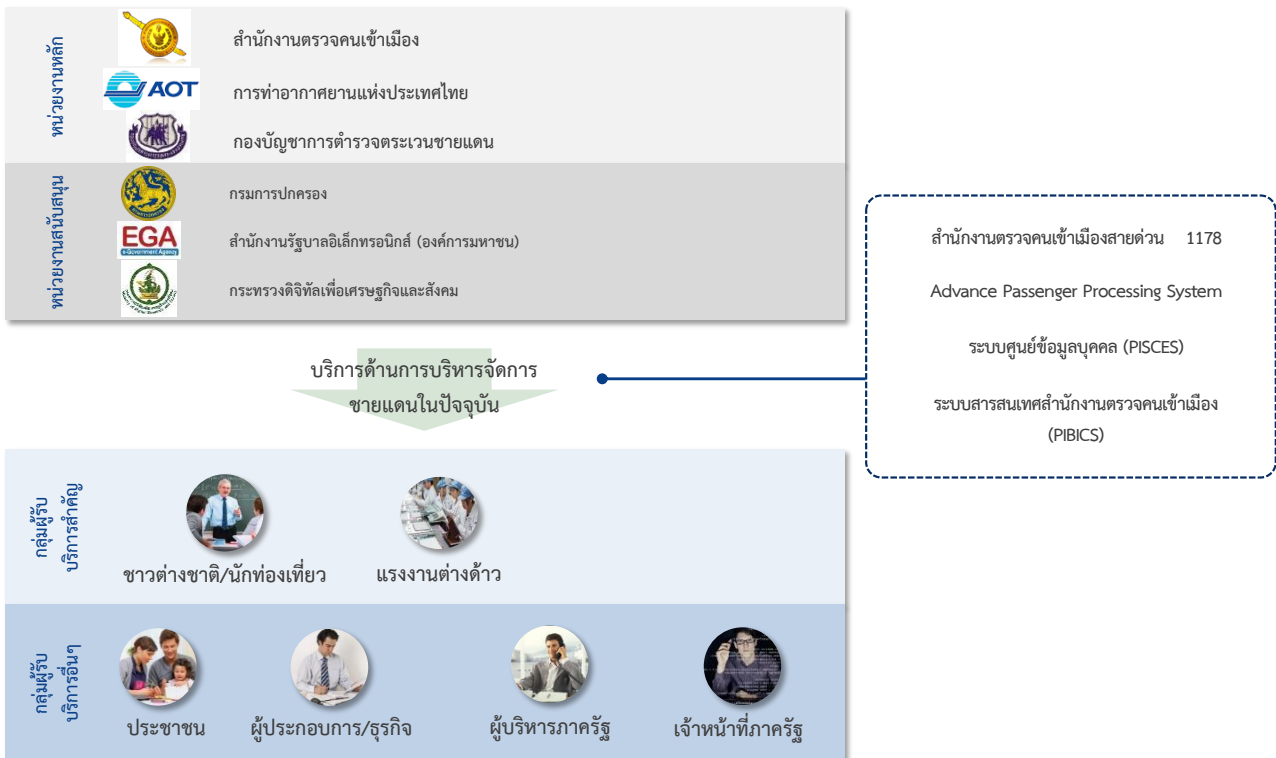 หน่วยงานหลัก
สำนักงานตรวจคนเข้าเมือง
AOT
การท่าอากาศยานแห่งประเทศไทย
กองบัญชาการตำรวจตระเวนชายแดน
หน่วยงานสนับสนุน
กรมการปกครอง
EGA
e-Government Agency
สำนักงานรัฐบาลอิเล็กทรอนิกส์ (องค์การมหาชน)
กระทรวงดิจิทัลเพื่อเศรษฐกิจและสังคม
บริการด้านการบริหารจัดการ
ชายแดนในปัจจุบัน
สำนักงานตรวจคนเข้าเมืองสายด่วน 1178
Advance Passenger Processing System
ระบบศูนย์ข้อมูลบุคคล (PISCES)
ระบบสารสนเทศสำนักงานตรวจคนเข้าเมือง
(PIBICS)
กลุ่มผู้รับ
บริการสำคัญ
ชาวต่างชาติ/นักท่องเที่ยว
แรงงานต่างด้าว
กลุ่มผู้รับ
บริการอื่นๆ
ประชาชน
ผู้ประกอบการ/ธุรกิจ
ผู้บริหารภาครัฐ
เจ้าหน้าที่ภาครัฐ